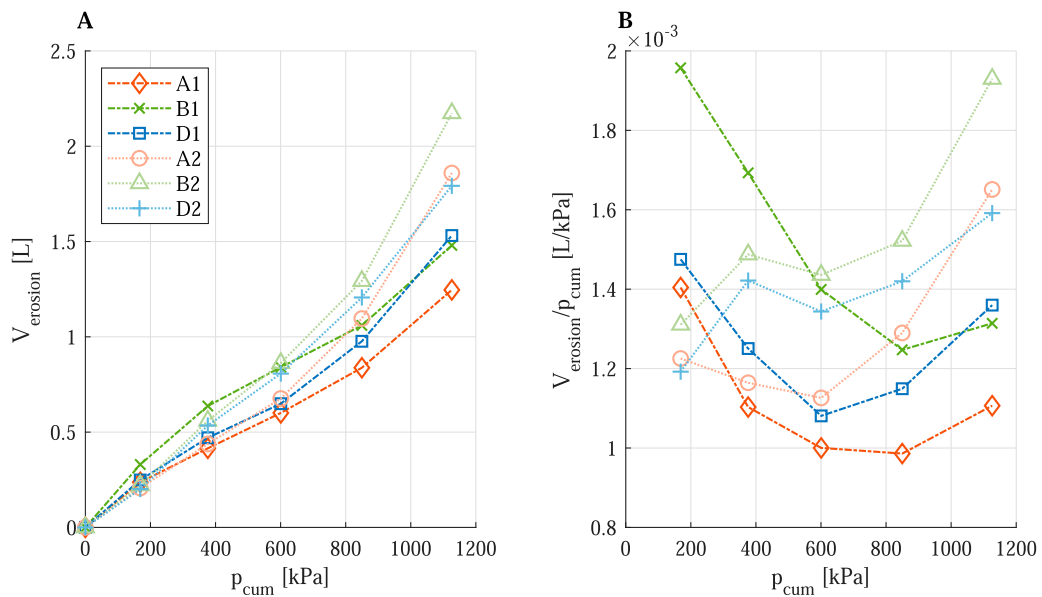 A
2.5
2
1.5
1
0.5
0
V_erosion [L]
A1
B1
D1
A2
B2
D2
0 200 400 600 800 1000 1200
p_cum [kPa]
B
×10^-3
2
1.8
1.6
1.4
1.2
1
0.8
V_erosion/p_cum [L/kPa]
0 200 400 600 800 1000 1200
p_cum [kPa]